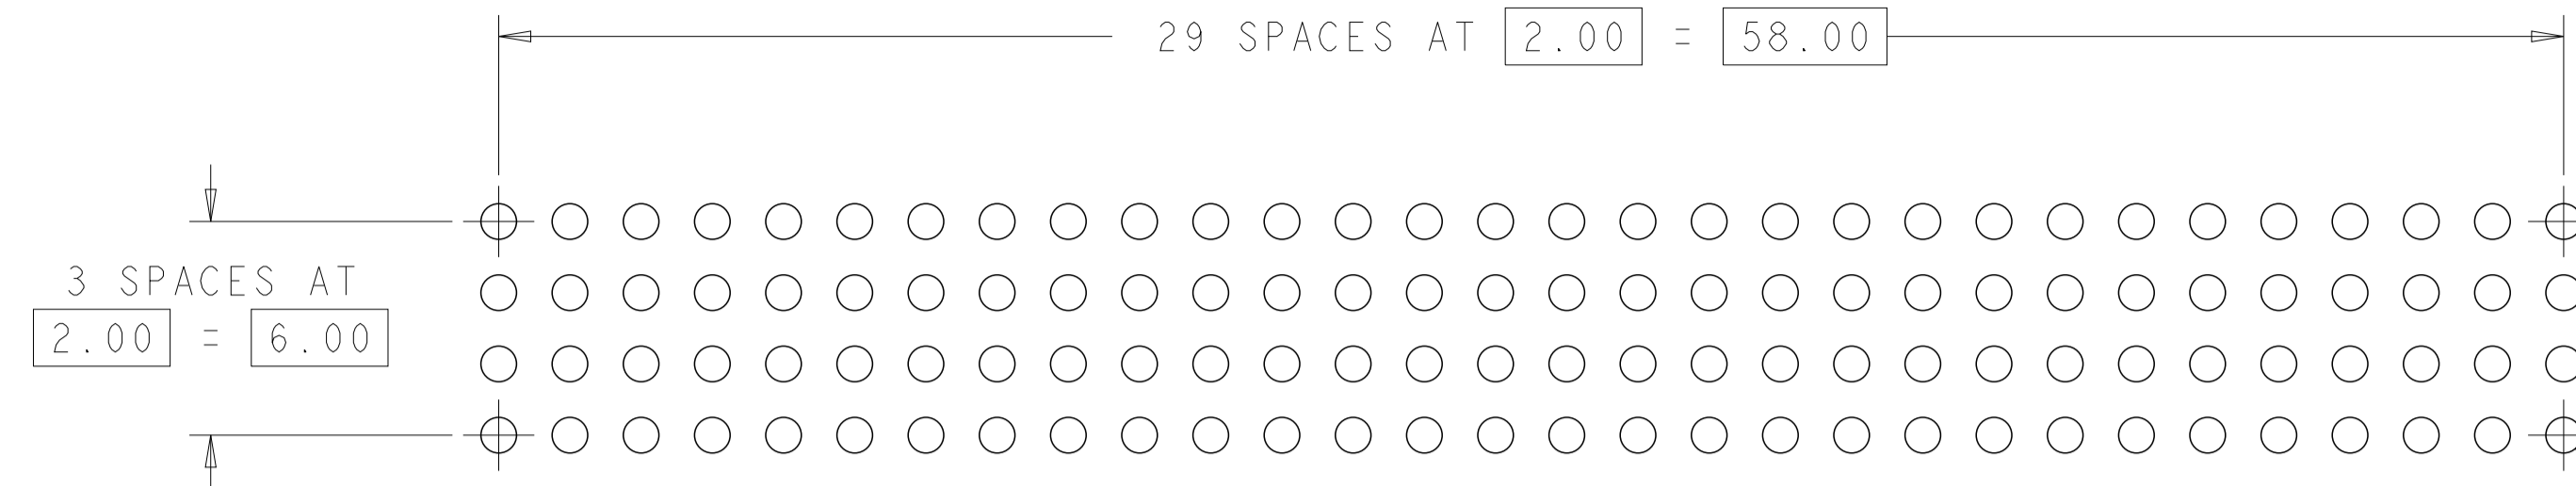 29 SPACES AT 2.00 = 58.00
3 SPACES AT
2.00 = 6.00